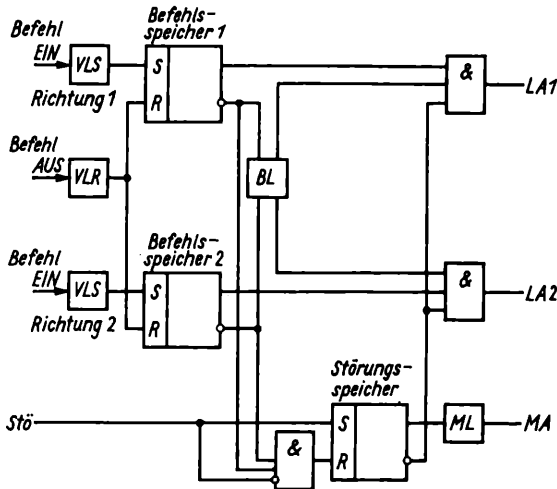 Befehl
EIN
VLS
Richtung 1
Befehls-
speicher 1
S
R
&
LA1
Befehl
AUS
VLR
BL
Befehl
EIN
VLS
Richtung 2
Befehls-
speicher 2
S
R
&
LA2
Störungs-
speicher
Stö
&
S
R
ML
MA